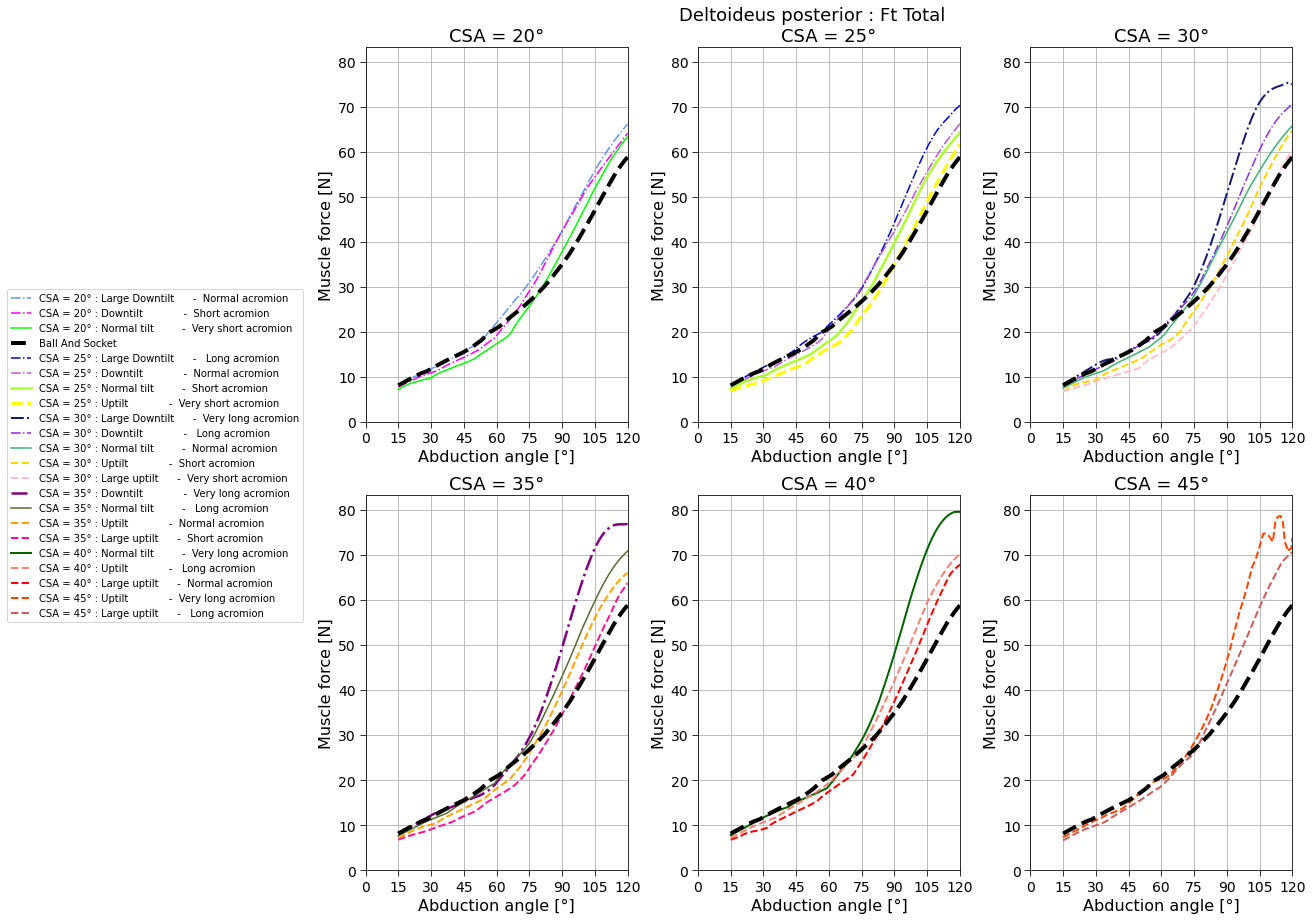 Deltoideus posterior : Ft Total
CSA = 20°
CSA = 25°
CSA = 30°
80
70
60
50
40
30
20
10
0
Muscle force [N]
0 15 30 45 60 75 90 105 120
Abduction angle [°]
80
70
60
50
40
30
20
10
0
Muscle force [N]
0 15 30 45 60 75 90 105 120
Abduction angle [°]
80
70
60
50
40
30
20
10
0
Muscle force [N]
0 15 30 45 60 75 90 105 120
Abduction angle [°]
CSA = 20° : Large Downtilt - Normal acromion
CSA = 20° : Downtilt - Short acromion
CSA = 20° : Normal tilt - Very short acromion
Ball And Socket
CSA = 25° : Large Downtilt - Long acromion
CSA = 25° : Downtilt - Normal acromion
CSA = 25° : Normal tilt - Short acromion
CSA = 25° : Uptilt - Very short acromion
CSA = 30° : Large Downtilt - Very long acromion
CSA = 30° : Downtilt - Long acromion
CSA = 30° : Normal tilt - Normal acromion
CSA = 30° : Uptilt - Short acromion
CSA = 30° : Large uptilt - Very short acromion
CSA = 35° : Downtilt - Very long acromion
CSA = 35° : Normal tilt - Long acromion
CSA = 35° : Uptilt - Normal acromion
CSA = 35° : Large uptilt - Short acromion
CSA = 40° : Normal tilt - Very long acromion
CSA = 40° : Uptilt - Long acromion
CSA = 40° : Large uptilt - Normal acromion
CSA = 45° : Uptilt - Very long acromion
CSA = 45° : Large uptilt - Long acromion
CSA = 35°
CSA = 40°
CSA = 45°
80
70
60
50
40
30
20
10
0
Muscle force [N]
0 15 30 45 60 75 90 105 120
Abduction angle [°]
80
70
60
50
40
30
20
10
0
Muscle force [N]
0 15 30 45 60 75 90 105 120
Abduction angle [°]
80
70
60
50
40
30
20
10
0
Muscle force [N]
0 15 30 45 60 75 90 105 120
Abduction angle [°]